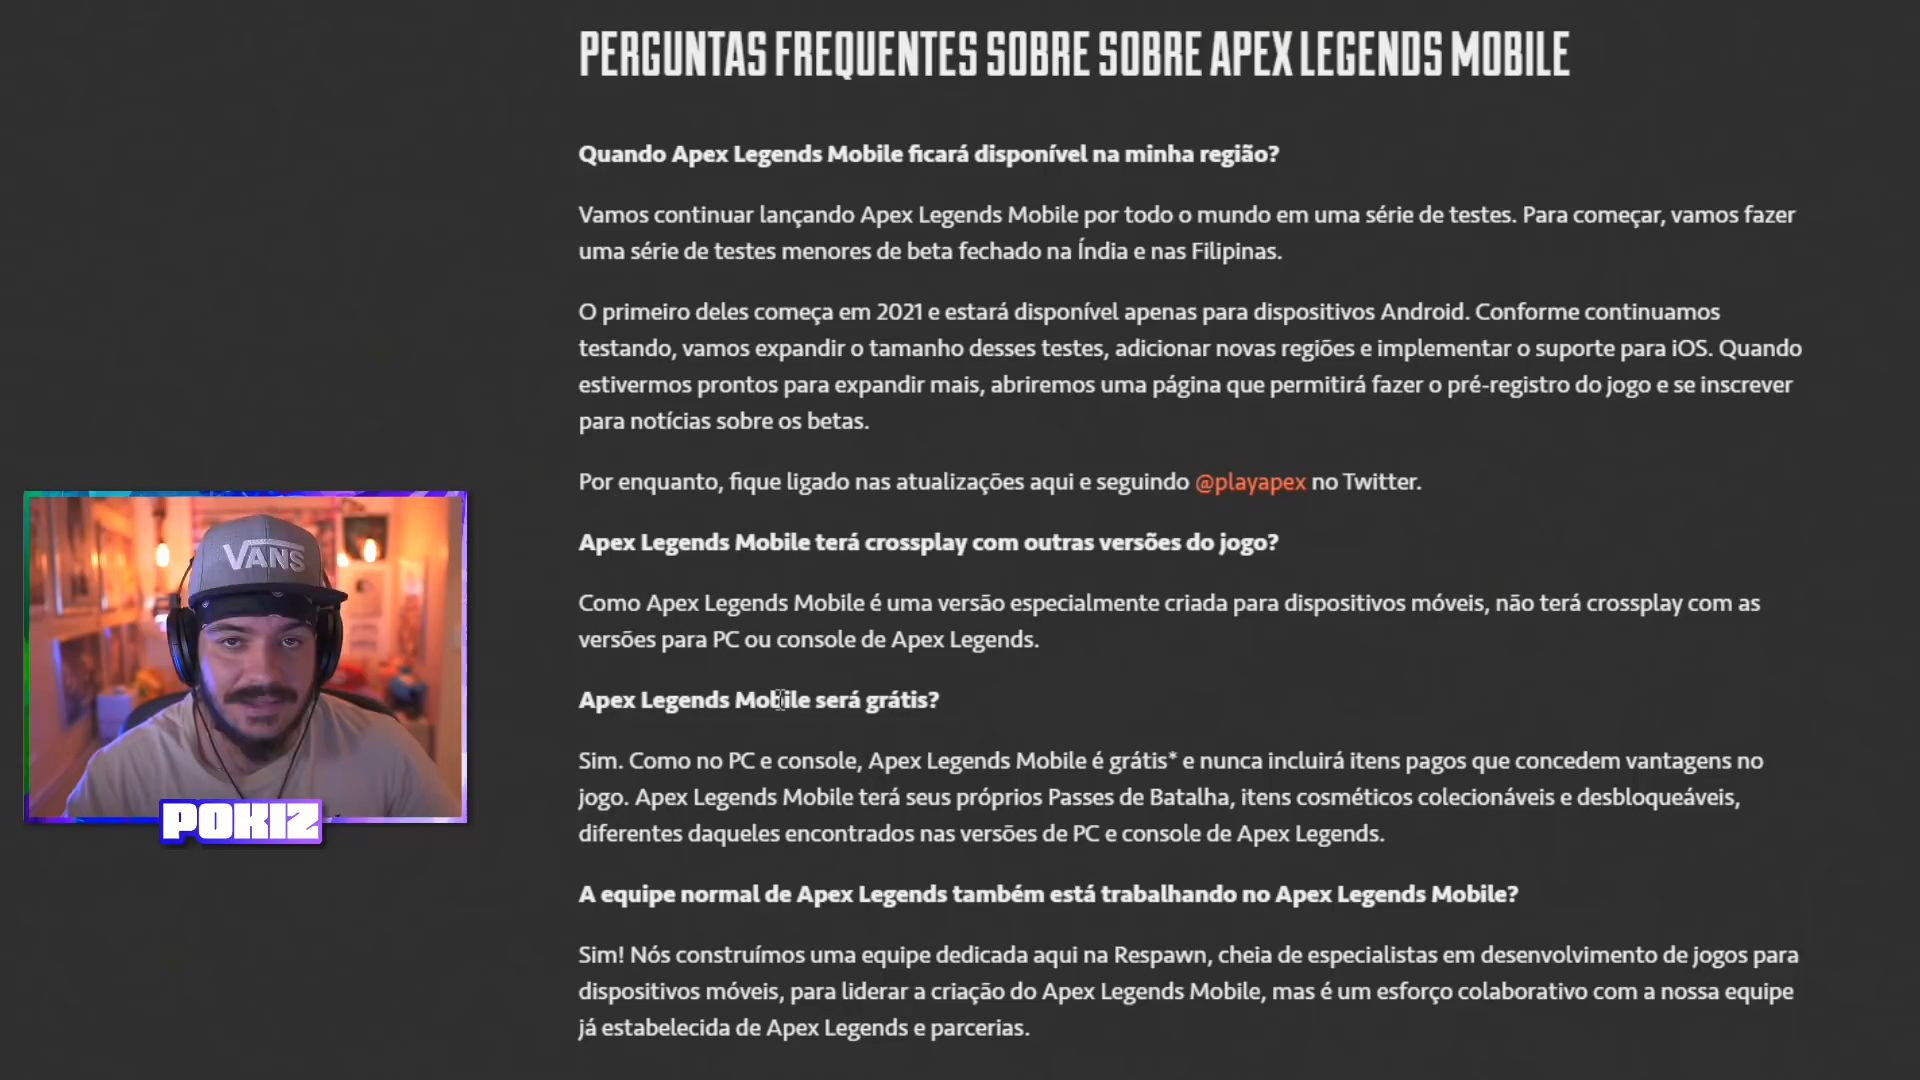 PERGUNTAS FREQUENTES SOBRE SOBRE APEX LEGENDS MOBILE
Quando Apex Legends Mobile ficará disponível na minha região?
Vamos continuar lançando Apex Legends Mobile por todo o mundo em uma série de testes. Para começar, vamos fazer
uma série de testes menores de beta fechado na Índia e nas Filipinas.
O primeiro deles começa em 2021 e estará disponível apenas para dispositivos Android. Conforme continuamos
testando, vamos expandir o tamanho desses testes, adicionar novas regiões e implementar o suporte para iOS. Quando
estivermos prontos para expandir mais, abriremos uma página que permitirá fazer o pré-registro do jogo e se inscrever
para notícias sobre os betas.
Por enquanto, fique ligado nas atualizações aqui e seguindo @playapex no Twitter.
Apex Legends Mobile terá crossplay com outras versões do jogo?
Como Apex Legends Mobile é uma versão especialmente criada para dispositivos móveis, não terá crossplay com as
versões para PC ou console de Apex Legends.
Apex Legends Mobile será grátis?
Sim. Como no PC e console, Apex Legends Mobile é grátis* e nunca incluirá itens pagos que concedem vantagens no
jogo. Apex Legends Mobile terá seus próprios Passes de Batalha, itens cosméticos colecionáveis e desbloqueáveis,
diferentes daqueles encontrados nas versões de PC e console de Apex Legends.
A equipe normal de Apex Legends também está trabalhando no Apex Legends Mobile?
Sim! Nós construímos uma equipe dedicada aqui na Respawn, cheia de especialistas em desenvolvimento de jogos para
dispositivos móveis, para liderar a criação do Apex Legends Mobile, mas é um esforço colaborativo com a nossa equipe
já estabelecida de Apex Legends e parcerias.
VANS
POKIZ